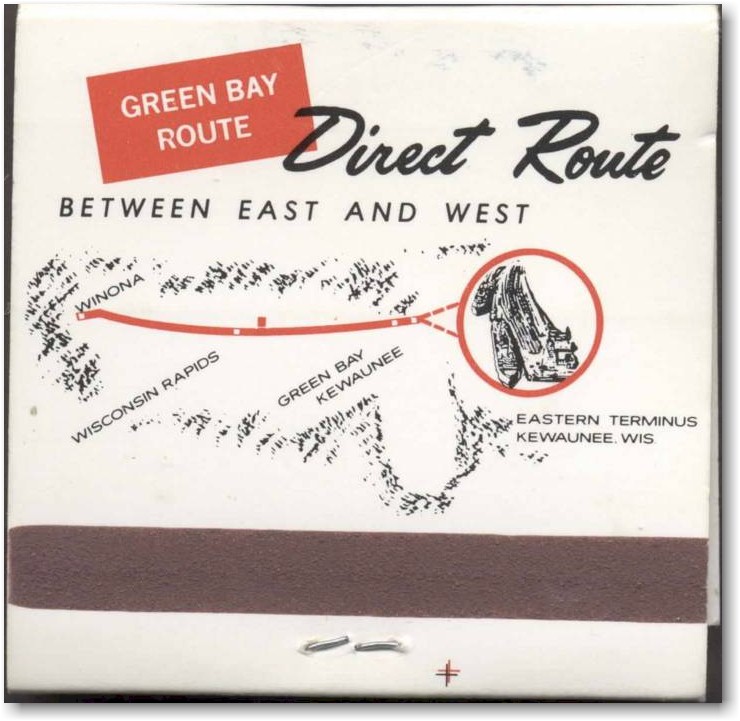 GREEN BAY
ROUTE
Direct Route
BETWEEN EAST AND WEST
WINONA
WISCONSIN RAPIDS
GREEN BAY
KEWAUNEE
EASTERN TERMINUS
KEWAUNEE, WIS